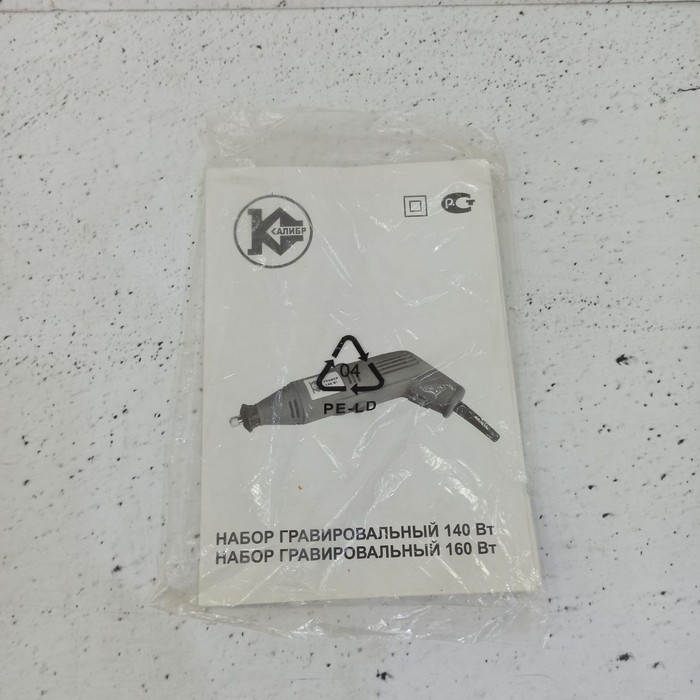 КАЛИБР
РСТ
04
PE-LD
НАБОР ГРАВИРОВАЛЬНЫЙ 140 Вт
НАБОР ГРАВИРОВАЛЬНЫЙ 160 Вт